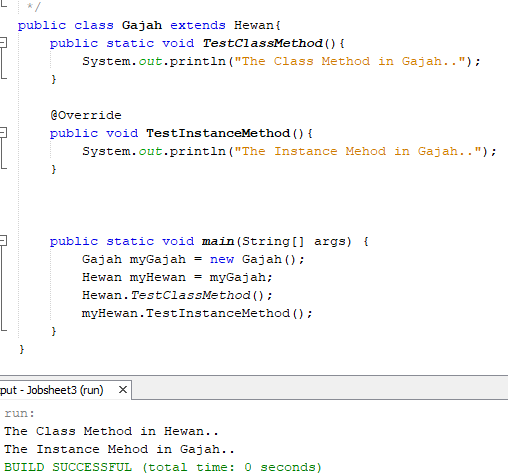 */
public class Gajah extends Hewan{
    public static void TestClassMethod(){
        System.out.println("The Class Method in Gajah..");
    }

    @Override
    public void TestInstanceMethod(){
        System.out.println("The Instance Mehod in Gajah..");
    }

    public static void main(String[] args) {
        Gajah myGajah = new Gajah();
        Hewan myHewan = myGajah;
        Hewan.TestClassMethod();
        myHewan.TestInstanceMethod();
    }
}
put - Jobsheet3 (run) ×
run:
The Class Method in Hewan..
The Instance Mehod in Gajah..
BUILD SUCCESSFUL (total time: 0 seconds)